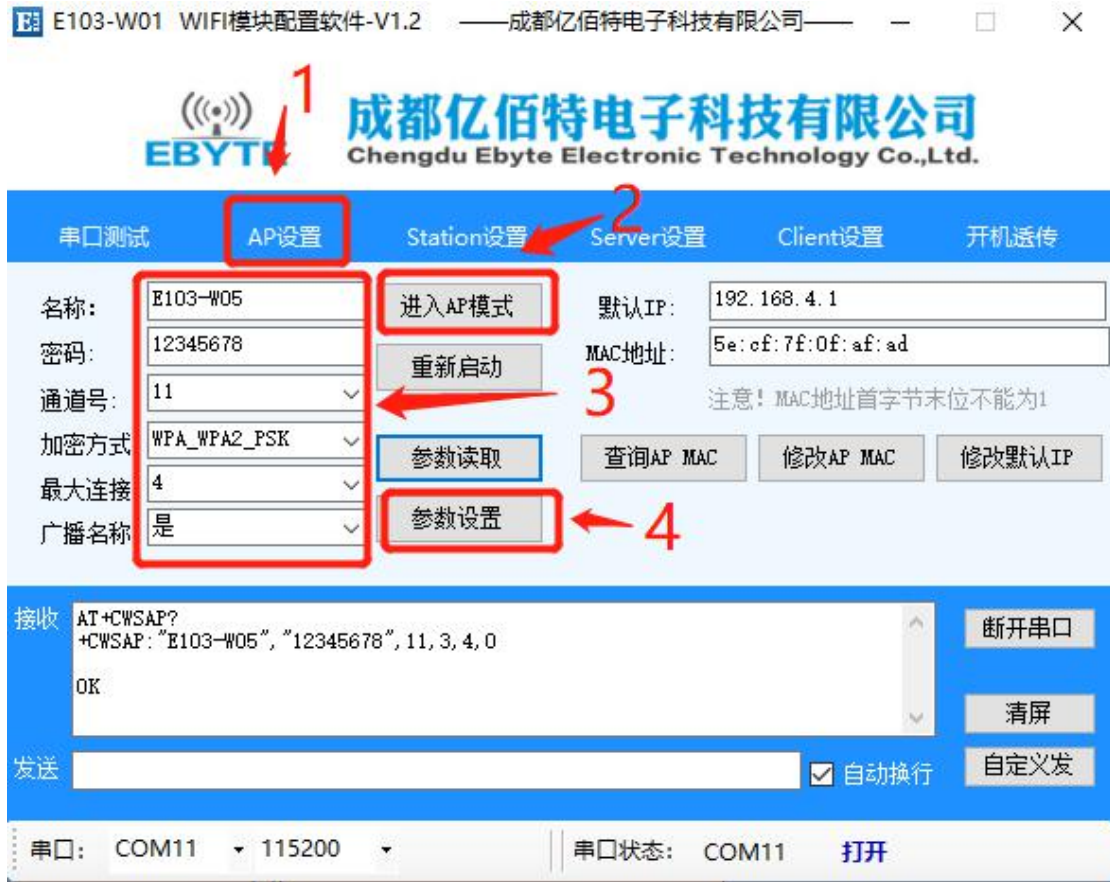 E103-W01 WIFI模块配置软件-V1.2 ——成都亿佰特电子科技有限公司——
1
EBYTE
成都亿佰特电子科技有限公司
Chengdu Ebyte Electronic Technology Co.,Ltd.
2
串口测试 AP设置 Station设置 Server设置 Client设置 开机透传
名称: E103-W05 进入AP模式 默认IP: 192.168.4.1
密码: 12345678 重新启动 MAC地址: 5e:cf:7f:0f:af:ad
通道号: 11 3 注意!MAC地址首字节末位不能为1
加密方式 WPA_WPA2_PSK 参数读取 查询AP MAC 修改AP MAC 修改默认IP
最大连接 4
广播名称 是 参数设置 4
接收 AT+CWSAP?
+CWSAP:"E103-W05","12345678",11,3,4,0
OK
断开串口
清屏
发送 自动换行 自定义发
串口: COM11 115200 串口状态: COM11 打开